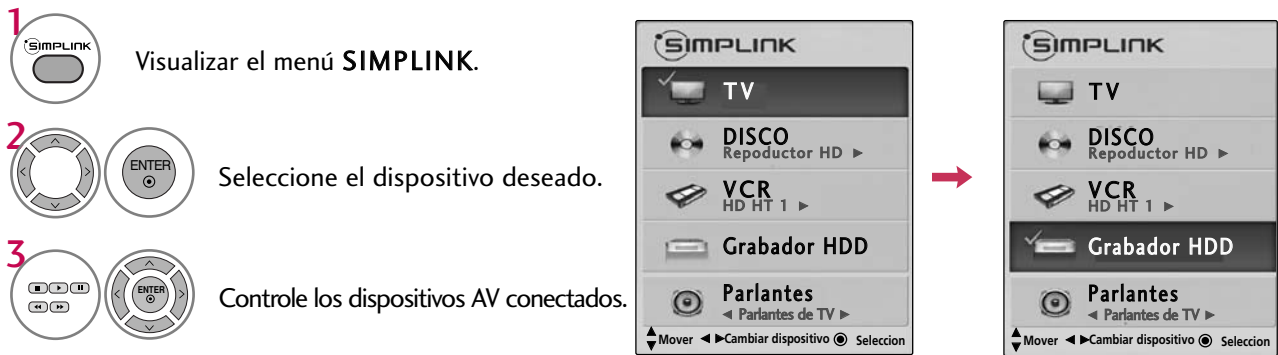 1
SIMPLINK
Visualizar el menú SIMPLINK.
2
ENTER
Seleccione el dispositivo deseado.
3
ENTER
Controle los dispositivos AV conectados.
SIMPLINK
TV
DISCO
Repoductor HD ►
VCR
HD HT 1 ►
Grabador HDD
Parlantes
◄ Parlantes de TV ►
Mover ◄ ►Cambiar dispositivo Seleccion
SIMPLINK
TV
DISCO
Repoductor HD ►
VCR
HD HT 1 ►
Grabador HDD
Parlantes
◄ Parlantes de TV ►
Mover ◄ ►Cambiar dispositivo Seleccion